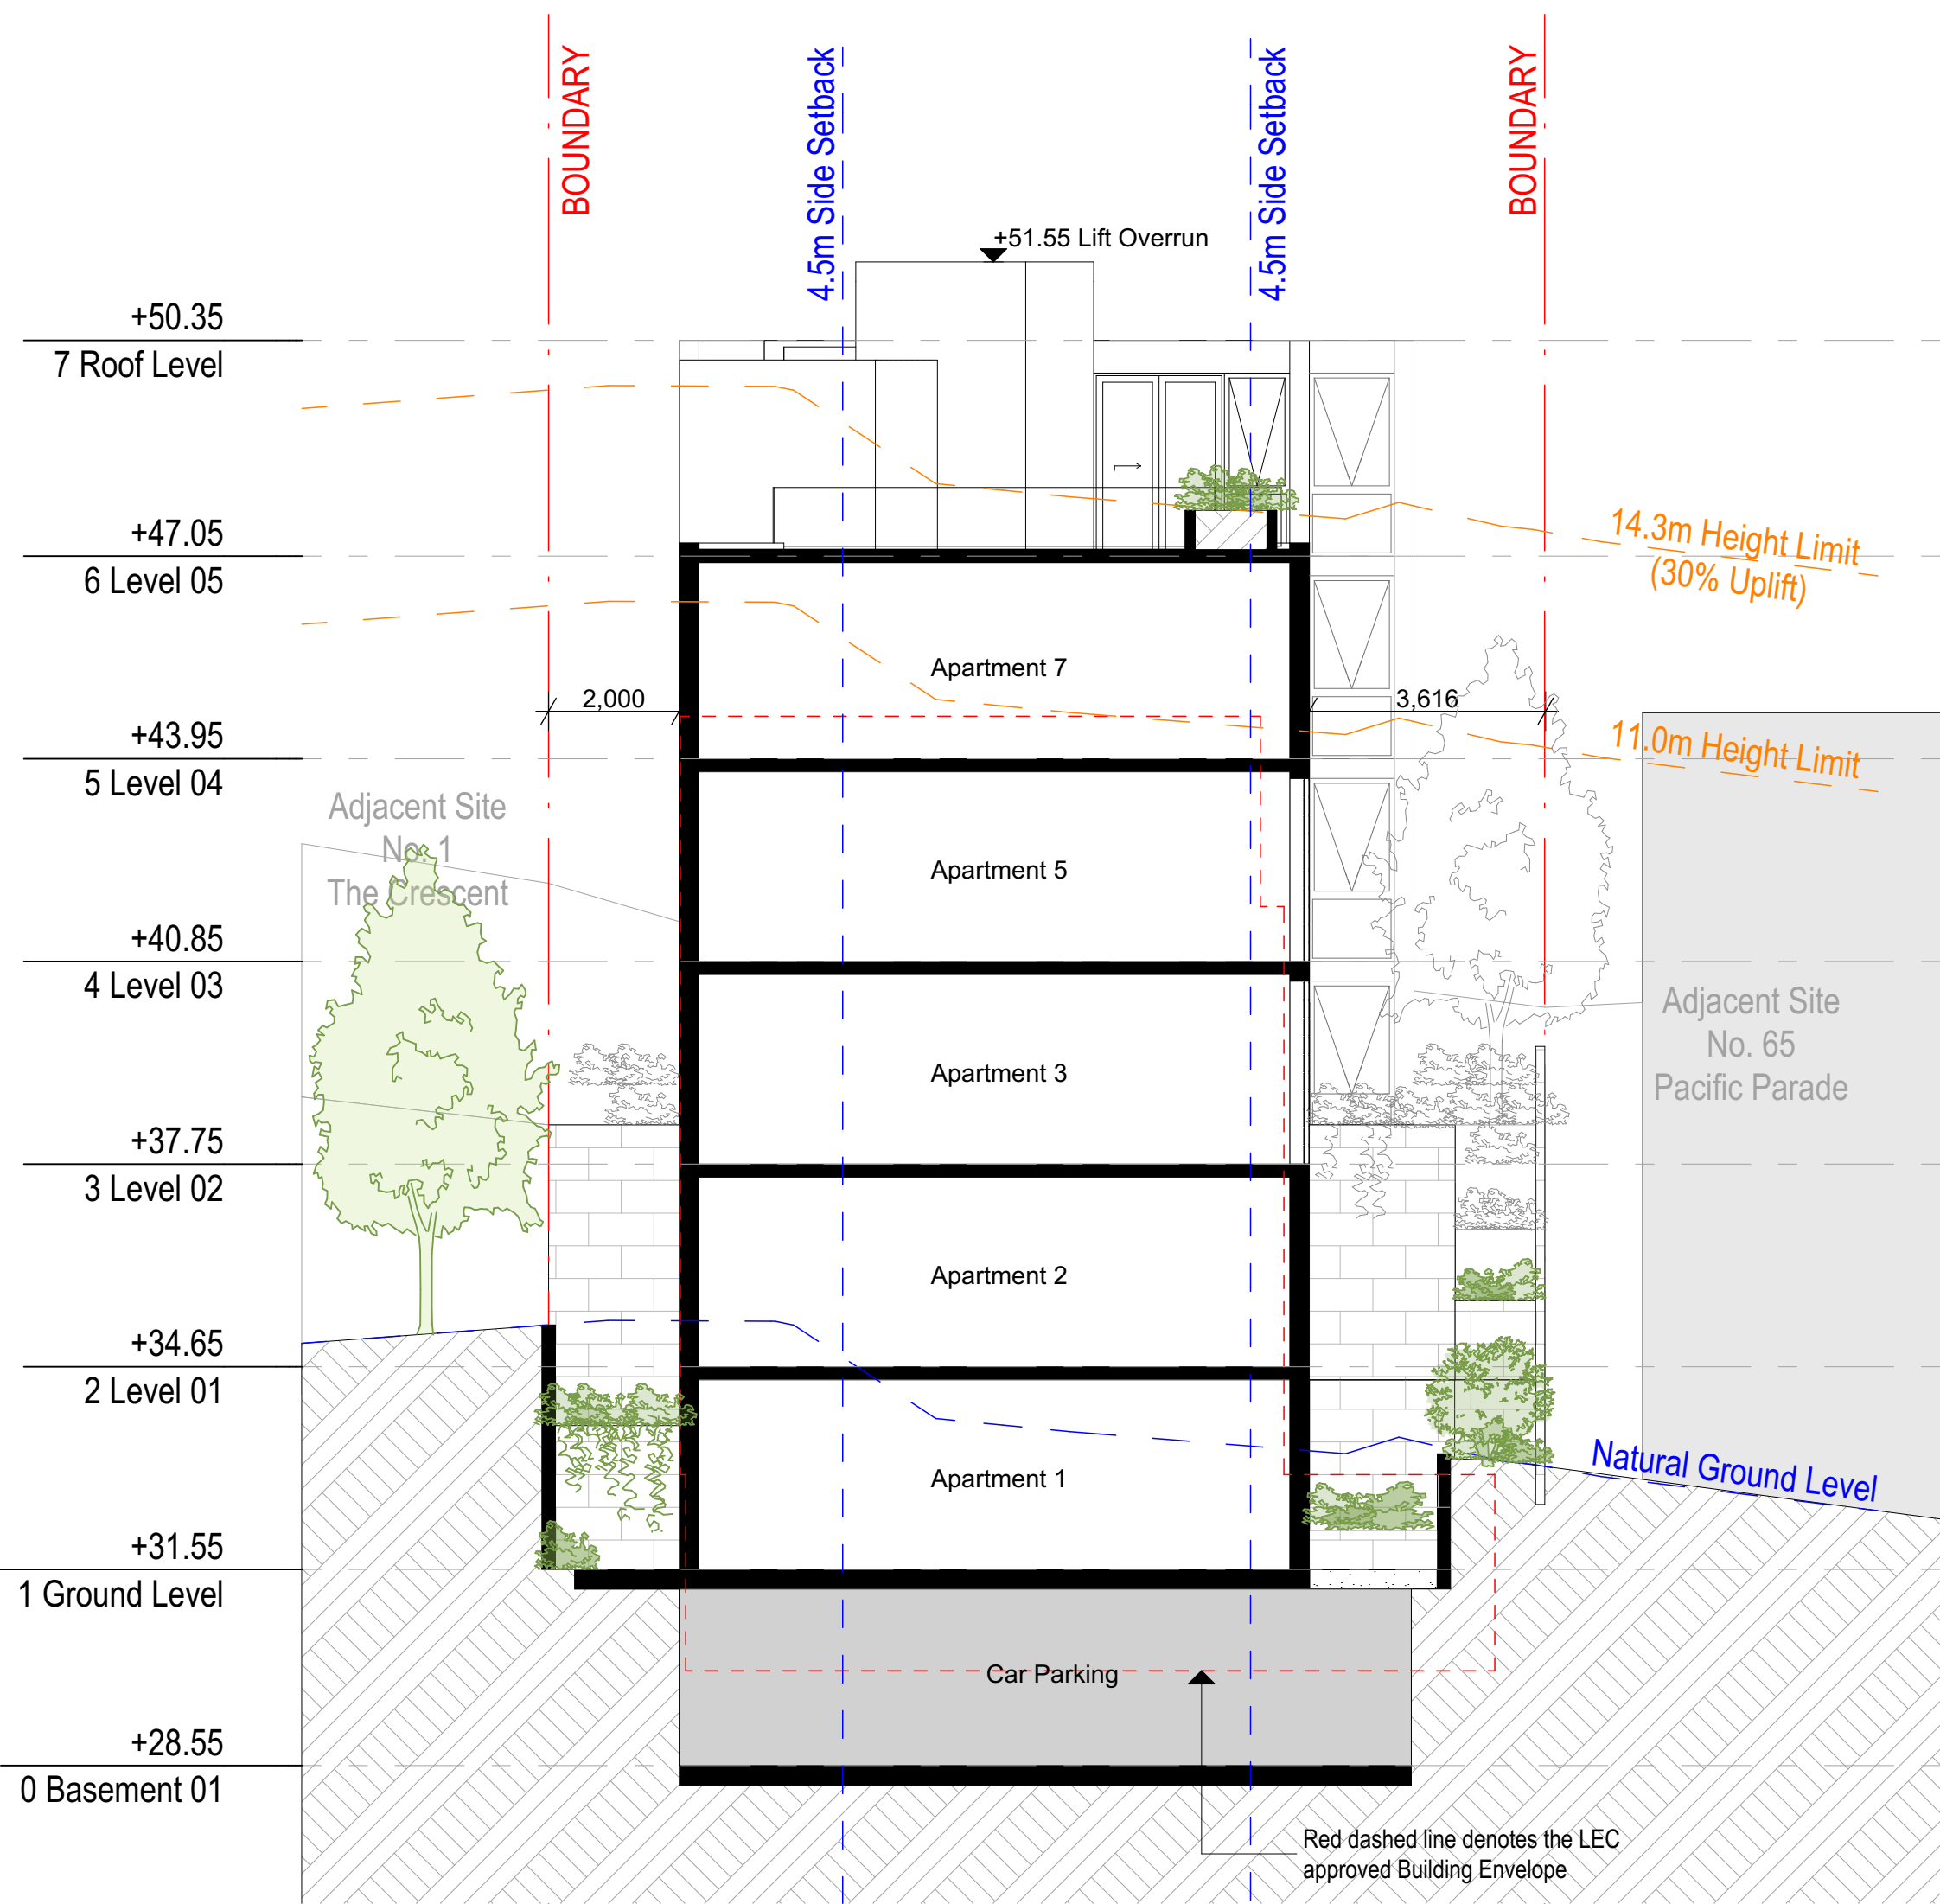 BOUNDARY
4.5m Side Setback
4.5m Side Setback
BOUNDARY
+51.55 Lift Overrun
+50.35
7 Roof Level
+47.05
6 Level 05
14.3m Height Limit
(30% Uplift)
Apartment 7
2,000
3,616
+43.95
5 Level 04
11.0m Height Limit
Adjacent Site
No. 1
The Crescent
Apartment 5
+40.85
4 Level 03
Adjacent Site
No. 65
Pacific Parade
Apartment 3
+37.75
3 Level 02
Apartment 2
+34.65
2 Level 01
Natural Ground Level
Apartment 1
+31.55
1 Ground Level
Car Parking
+28.55
0 Basement 01
Red dashed line denotes the LEC
approved Building Envelope